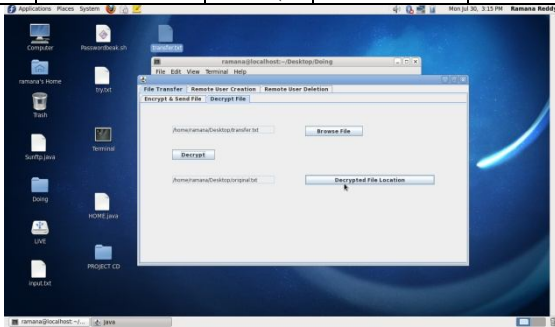 Applications Places System Mon Jul 30, 3:15 PM Ramana Reddy
Computer
Passwordbeak.sh
transfer.txt
ramana@localhost:~/Desktop/Doing
File Edit View Terminal Help
ramana's Home
try.txt
File Transfer Remote User Creation Remote User Deletion
Encrypt & Send File Decrypt File
Trash
/home/ramana/Desktop/transfer.txt Browse File
Terminal
Decrypt
Sunftp.java
/home/ramana/Desktop/original.txt Decrypted File Location
Doing
HOME.java
LIVE
PROJECT CD
input.txt
ramana@localhost:~/... Java